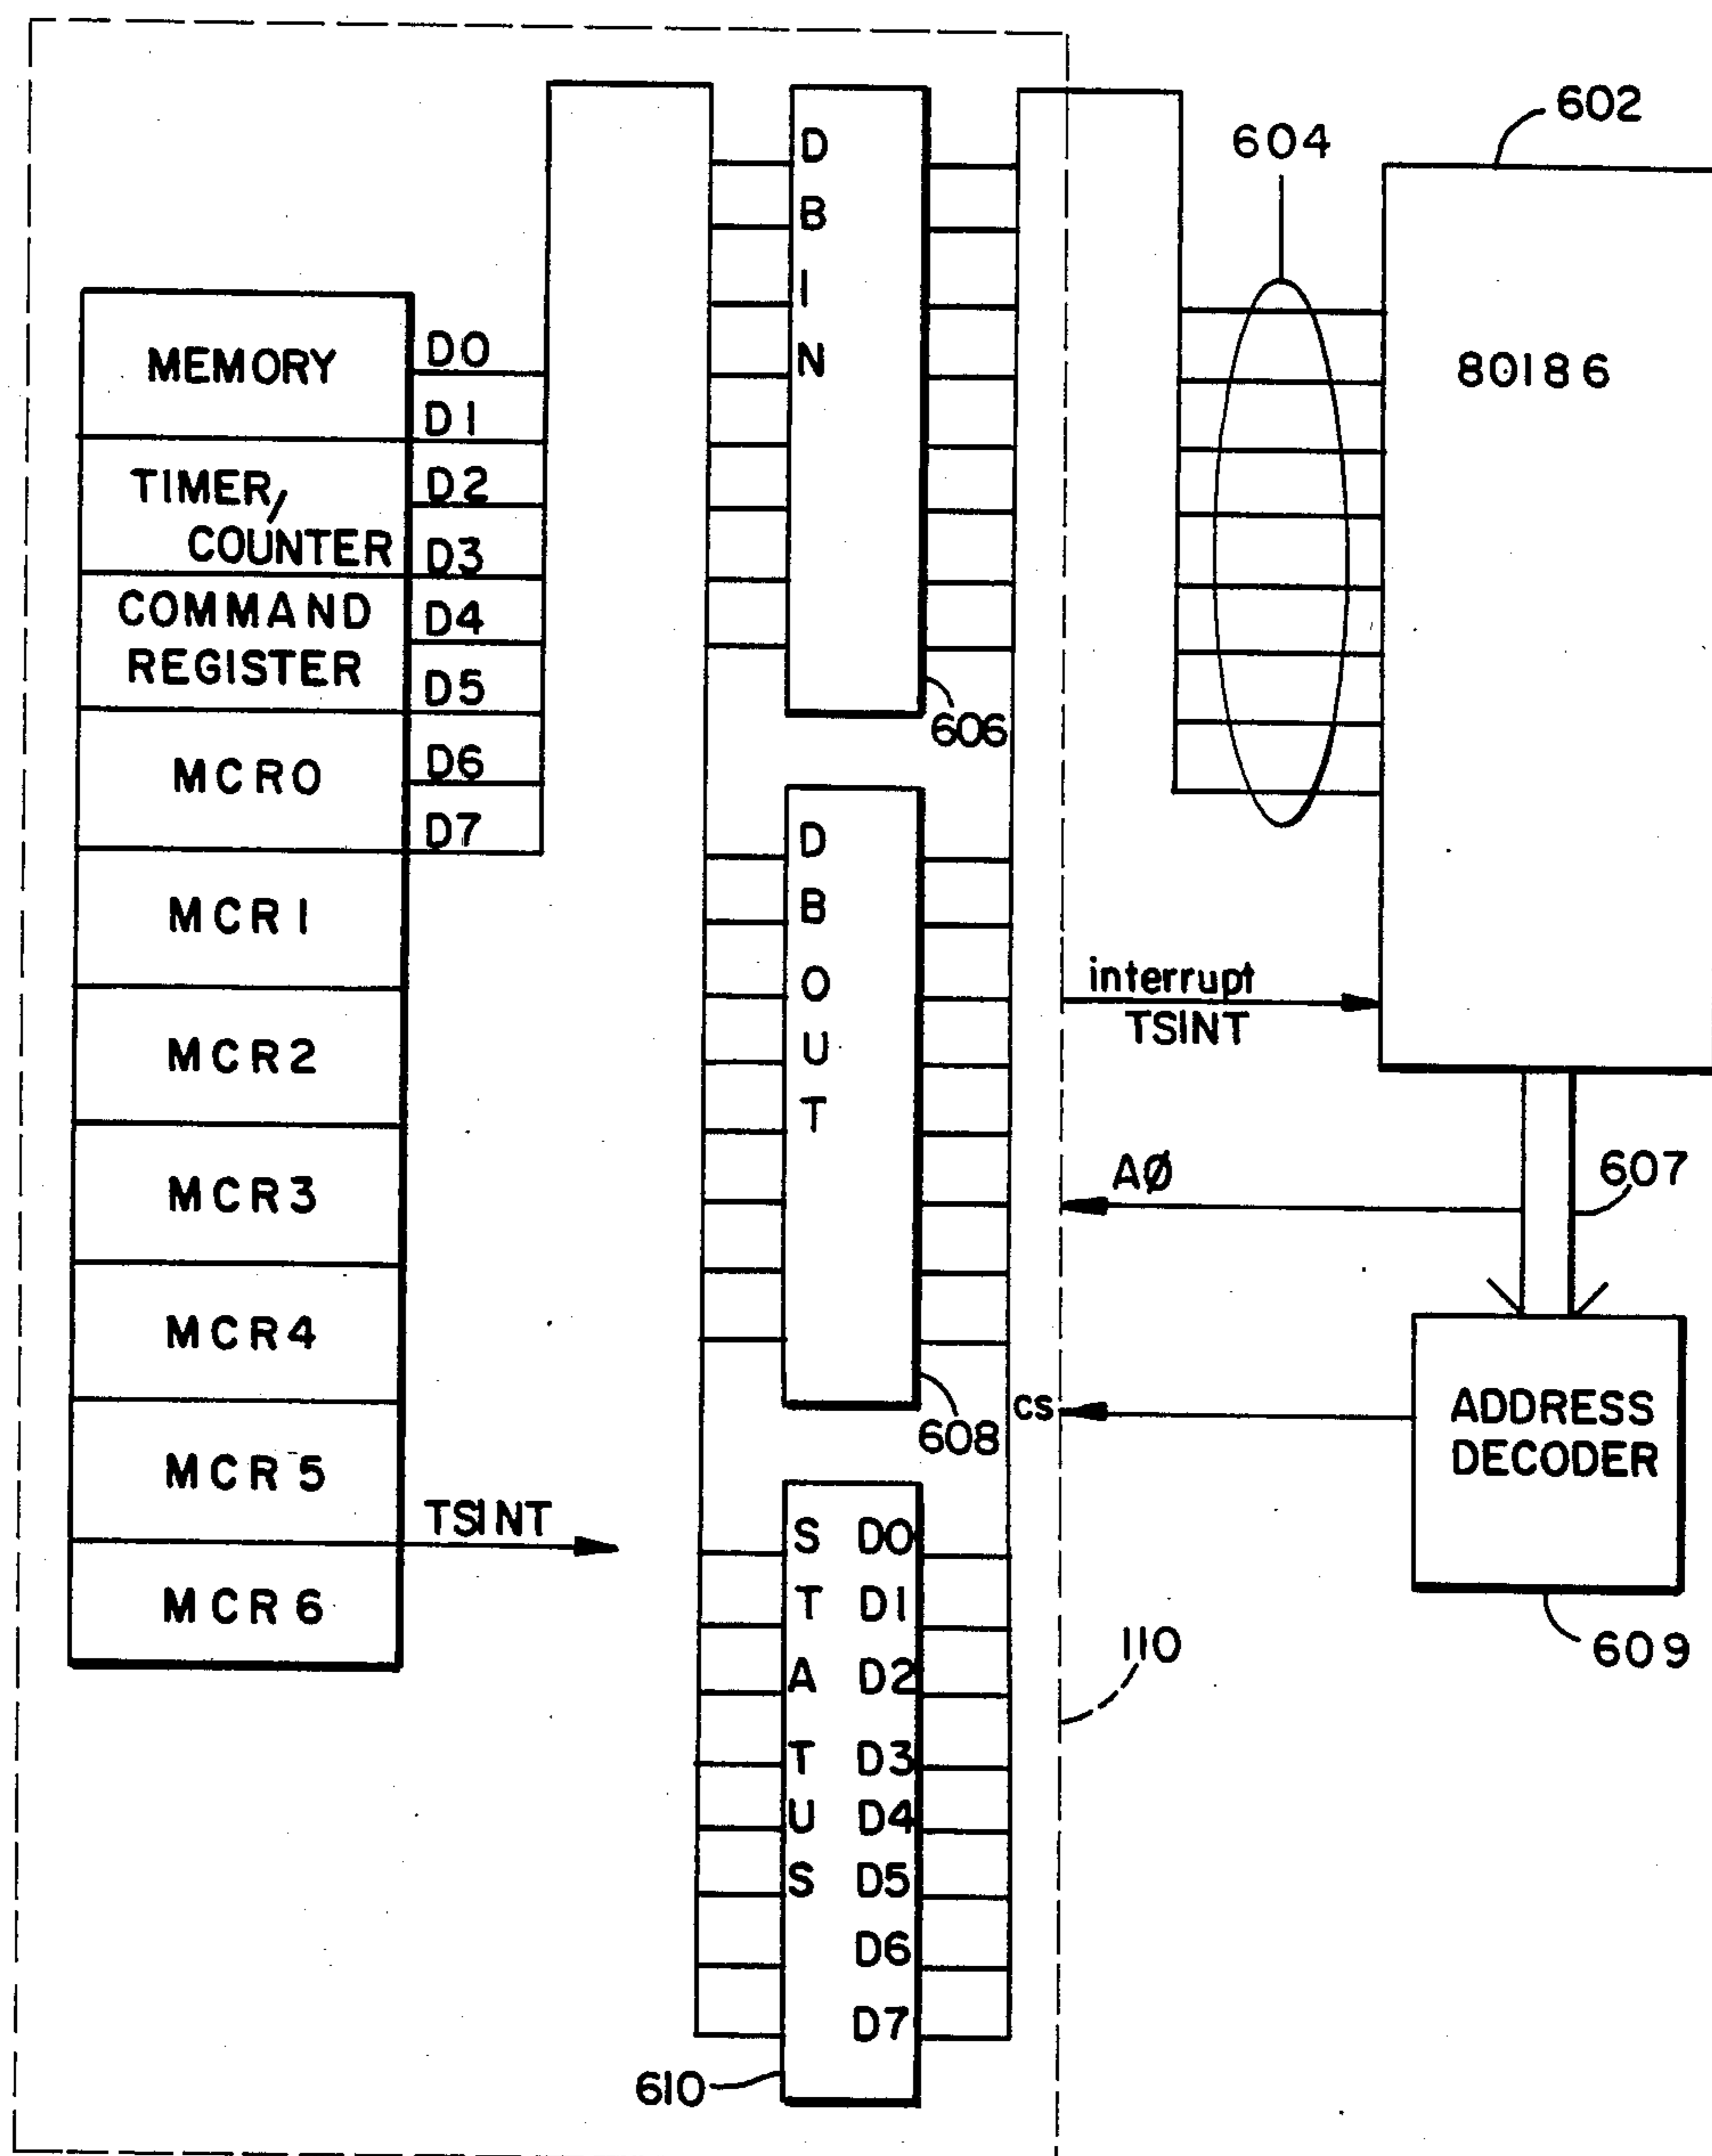 MEMORY
TIMER/
COUNTER
COMMAND
REGISTER
MCR0
MCR1
MCR2
MCR3
MCR4
MCR5
MCR6
D0
D1
D2
D3
D4
D5
D6
D7
TSINT
DBIN
606
DBOUT
608
STATUS
D0
D1
D2
D3
D4
D5
D6
D7
610
604
602
80186
interrupt
TSINT
AØ
607
CS
ADDRESS
DECODER
609
110